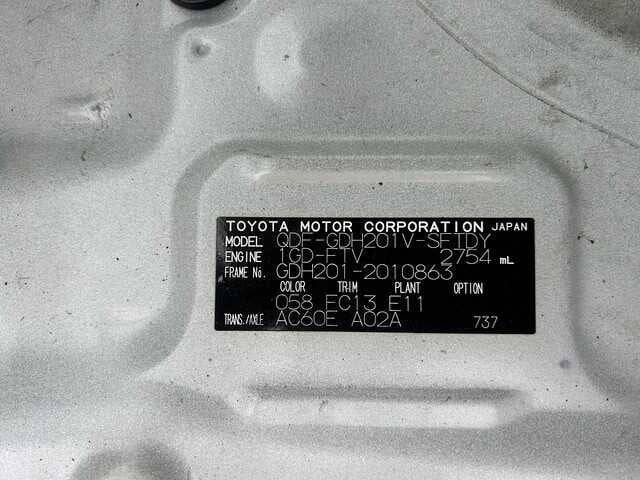 TOYOTA MOTOR CORPORATION JAPAN
MODEL QDF-GDH201V-SFTDY
ENGINE 1GD-FTV 2754 mL
FRAME No. GDH201-2010863
COLOR TRIM PLANT OPTION
058 FC13 E11
TRANS./AXLE AC60E A02A 737